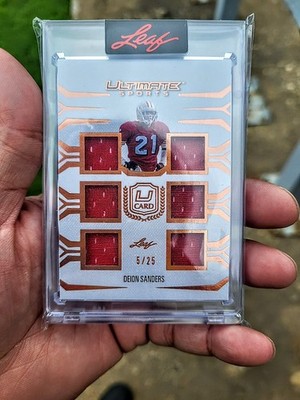 Leaf
ULTIMATE
SPORTS
21
U
CARD
Leaf
5/25
DEION SANDERS